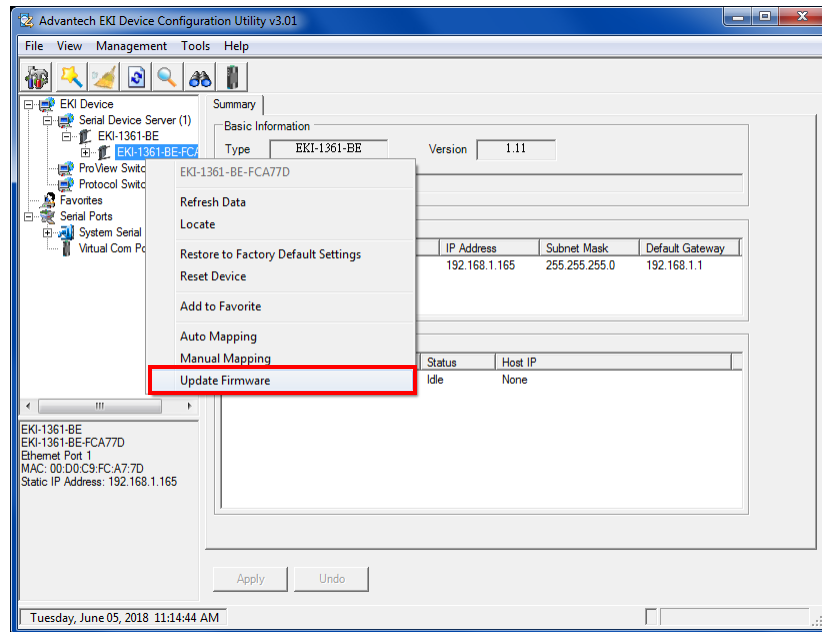 Advantech EKI Device Configuration Utility v3.01
File View Management Tools Help
EKI Device
Serial Device Server (1)
EKI-1361-BE
EKI-1361-BE-FCA
ProView Switc
Protocol Switc
Favorites
Serial Ports
System Serial
Virtual Com Po
Summary
Basic Information
Type EKI-1361-BE Version 1.11
EKI-1361-BE-FCA77D
Refresh Data
Locate
Restore to Factory Default Settings
Reset Device
Add to Favorite
Auto Mapping
Manual Mapping
Update Firmware
IP Address Subnet Mask Default Gateway
192.168.1.165 255.255.255.0 192.168.1.1
Status Host IP
Idle None
EKI-1361-BE
EKI-1361-BE-FCA77D
Ethernet Port 1
MAC: 00:D0:C9:FC:A7:7D
Static IP Address: 192.168.1.165
Apply Undo
Tuesday, June 05, 2018 11:14:44 AM